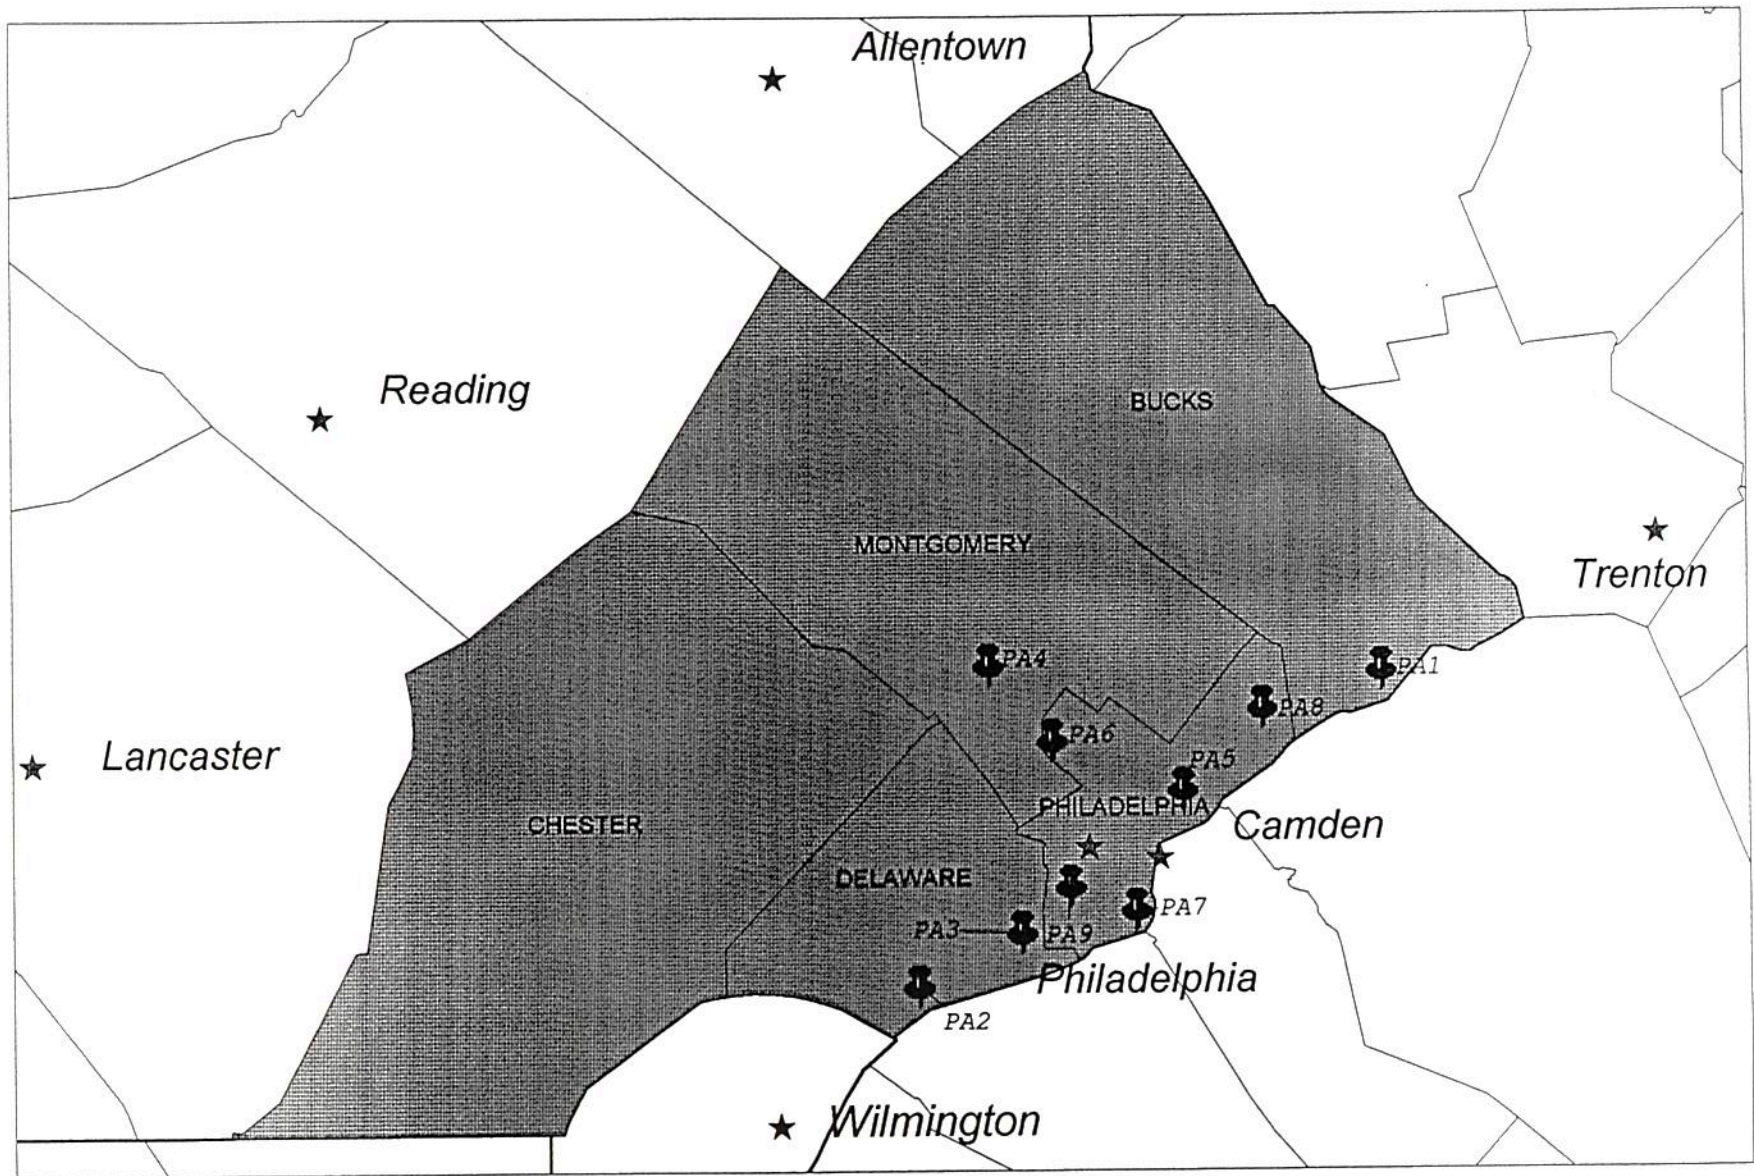 Allentown
Reading
BUCKS
MONTGOMERY
Trenton
PA4
PA1
PA8
PA6
Lancaster
PA5
PHILADELPHIA
CHESTER
Camden
DELAWARE
PA7
PA3
PA9
Philadelphia
PA2
Wilmington